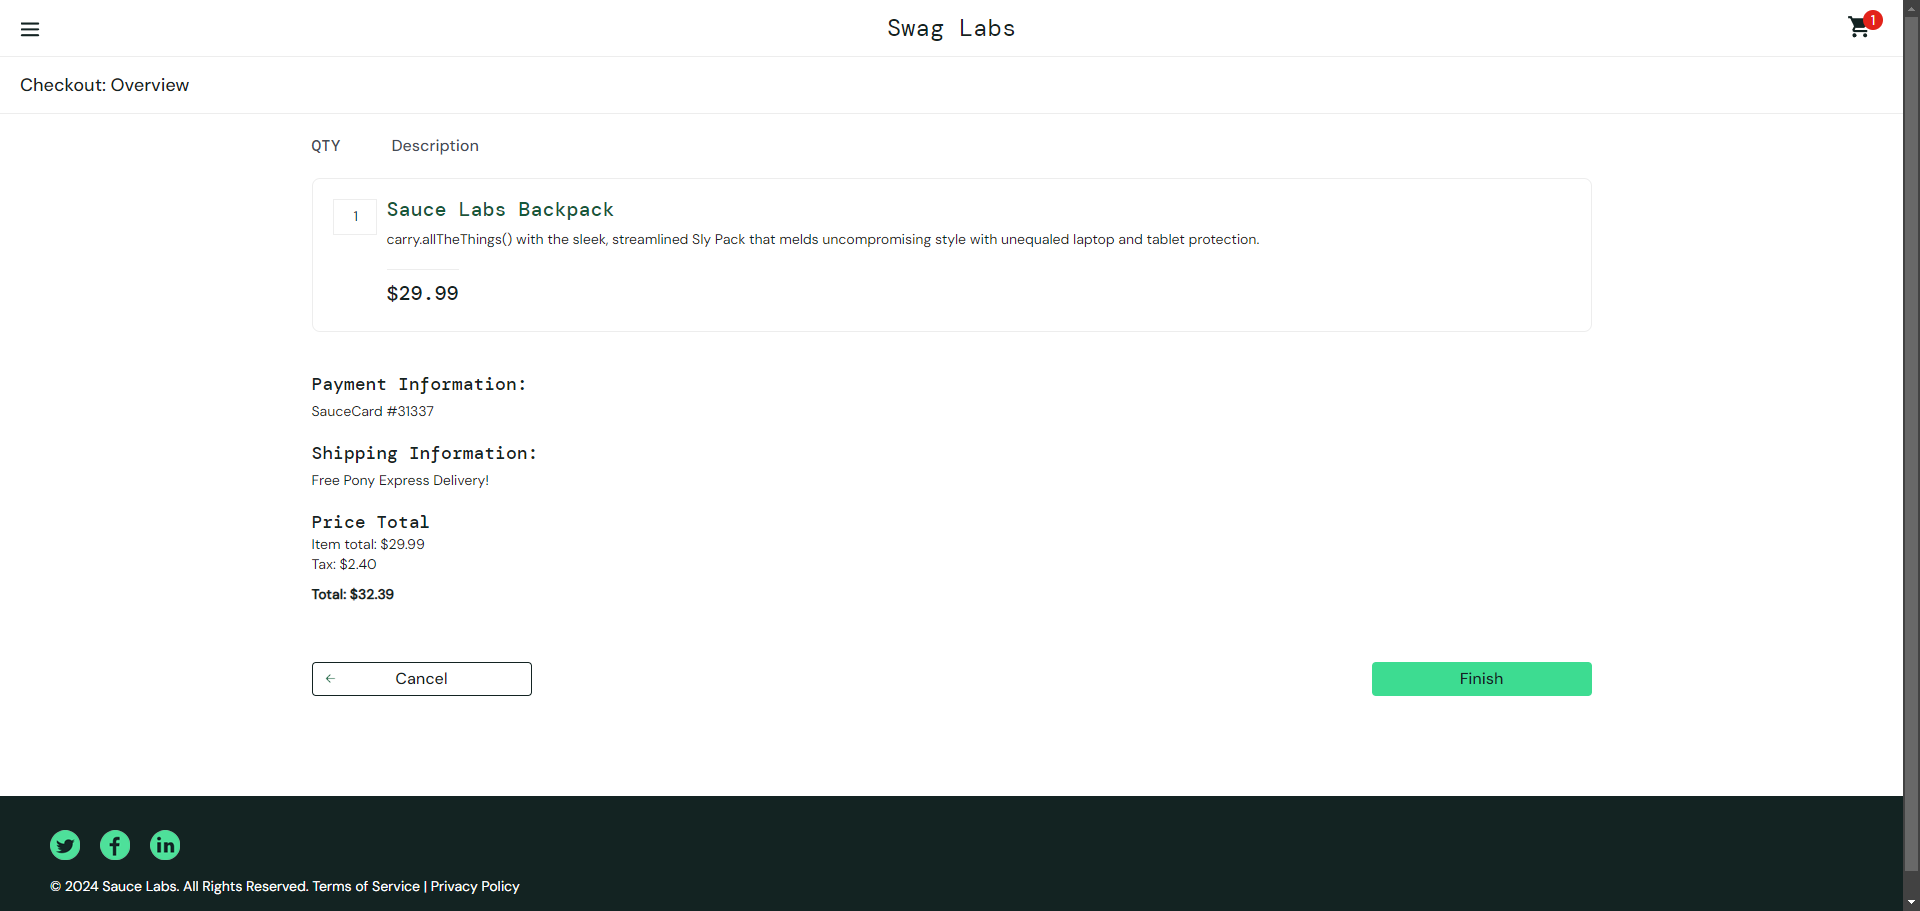 Swag Labs
1
Checkout: Overview
QTY Description
1
Sauce Labs Backpack
carry.allTheThings() with the sleek, streamlined Sly Pack that melds uncompromising style with unequaled laptop and tablet protection.
$29.99
Payment Information:
SauceCard #31337
Shipping Information:
Free Pony Express Delivery!
Price Total
Item total: $29.99
Tax: $2.40
Total: $32.39
Cancel
Finish
© 2024 Sauce Labs. All Rights Reserved. Terms of Service | Privacy Policy